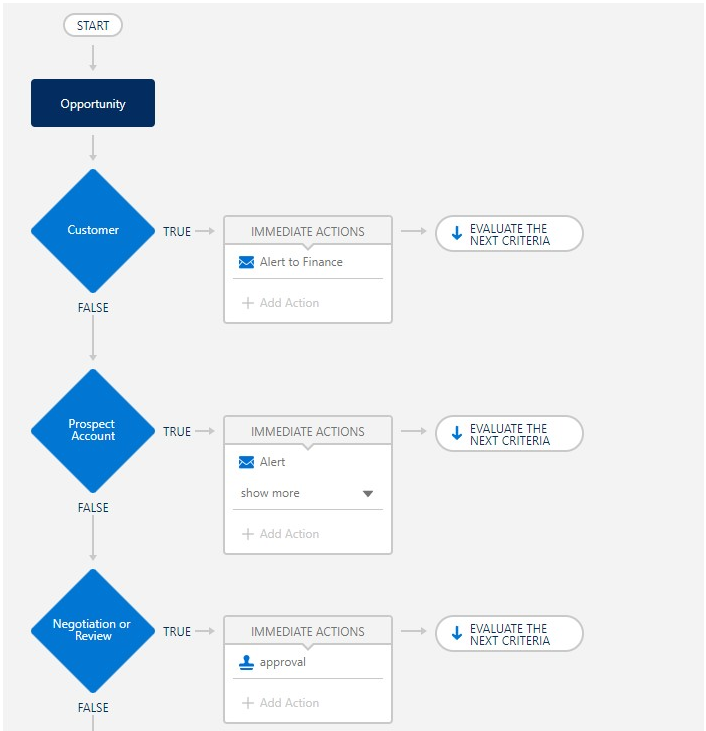 START
Opportunity
Customer
TRUE
IMMEDIATE ACTIONS
Alert to Finance
Add Action
EVALUATE THE
NEXT CRITERIA
FALSE
Prospect
Account
TRUE
IMMEDIATE ACTIONS
Alert
show more
Add Action
EVALUATE THE
NEXT CRITERIA
FALSE
Negotiation or
Review
TRUE
IMMEDIATE ACTIONS
approval
Add Action
EVALUATE THE
NEXT CRITERIA
FALSE